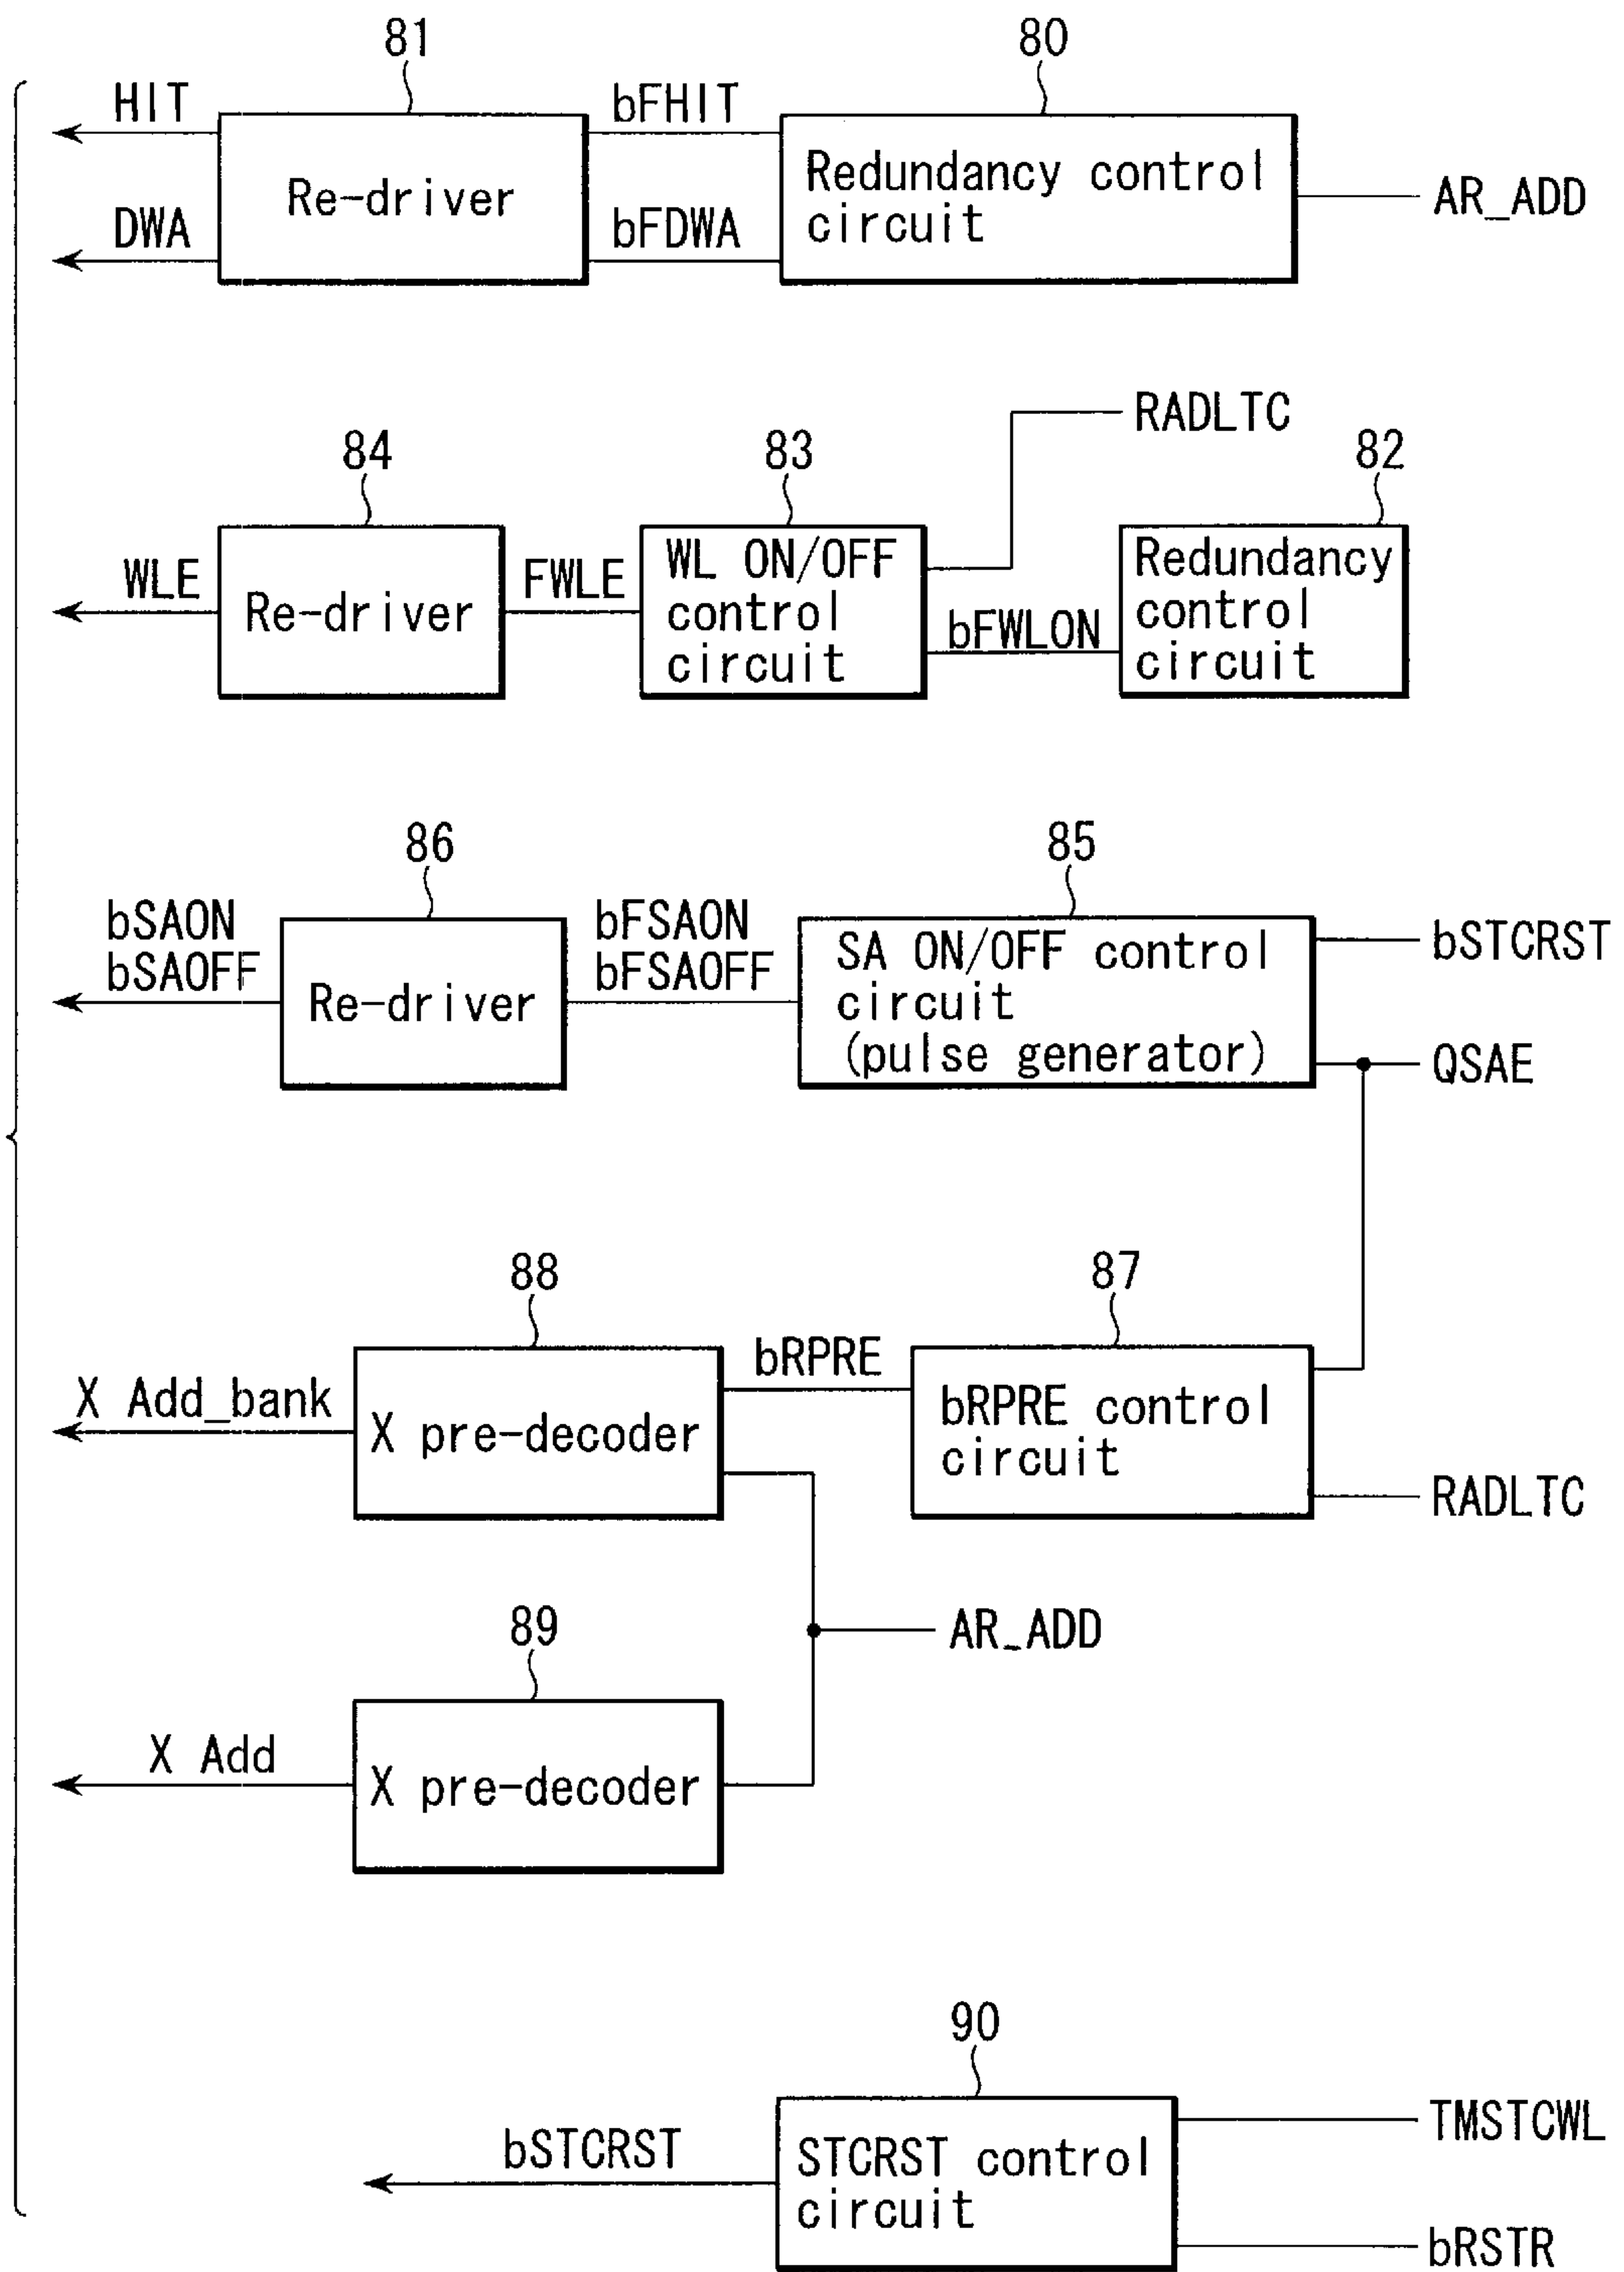 81
80
HIT
bFHIT
Re-driver
Redundancy control
circuit
AR_ADD
DWA
bFDWA
RADLTC
84
83
82
WLE
Re-driver
FWLE
WL ON/OFF
control
circuit
bFWLON
Redundancy
control
circuit
86
85
bSAON
bSAOFF
Re-driver
bFSAON
bFSAOFF
SA ON/OFF control
circuit
(pulse generator)
bSTCRST
QSAE
88
87
X Add_bank
X pre-decoder
bRPRE
bRPRE control
circuit
RADLTC
89
AR_ADD
X Add
X pre-decoder
90
bSTCRST
STCRST control
circuit
TMSTCWL
bRSTR